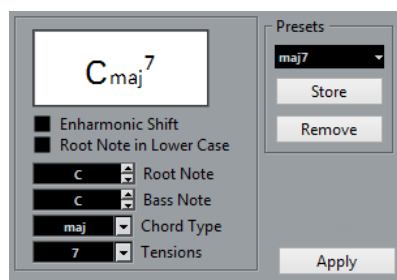 Cmaj7
Enharmonic Shift
Root Note in Lower Case
C Root Note
C Bass Note
maj Chord Type
7 Tensions
Presets
maj7
Store
Remove
Apply